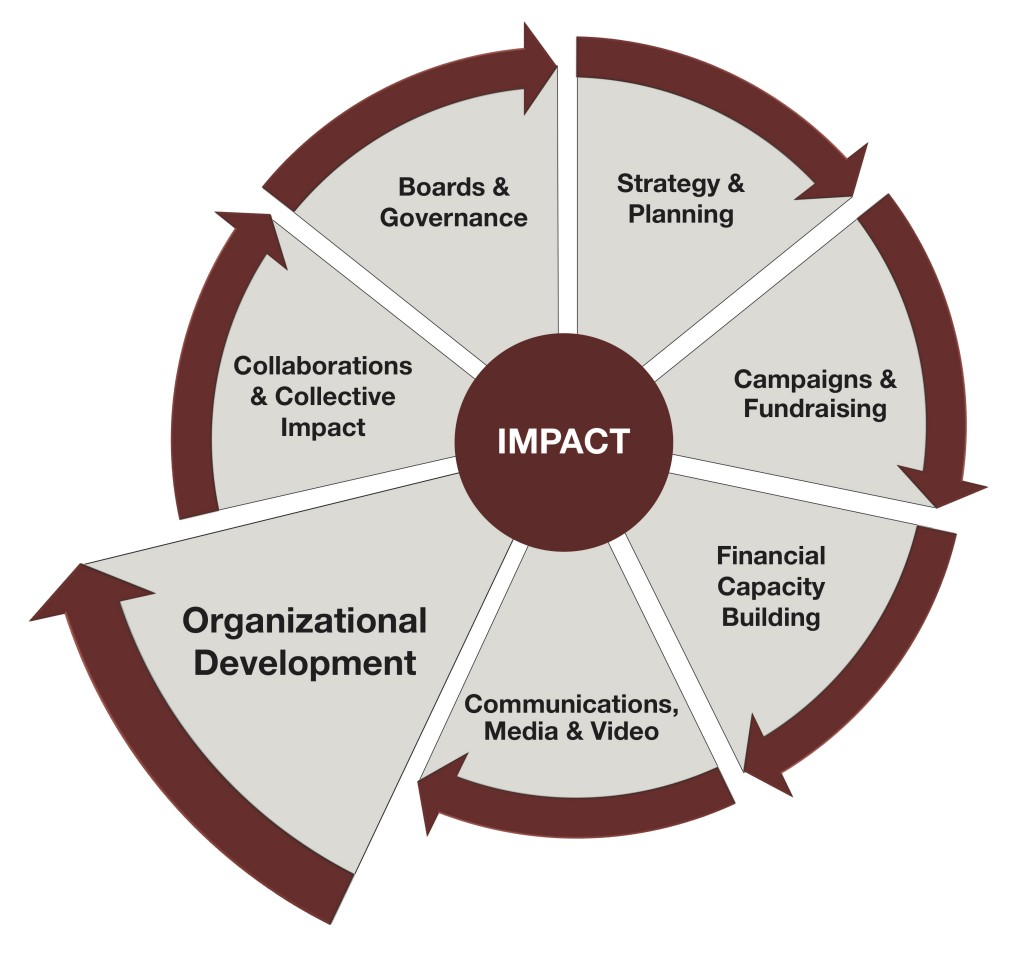 Boards &
Governance
Strategy &
Planning
Campaigns &
Fundraising
Financial
Capacity
Building
Communications,
Media & Video
Organizational
Development
Collaborations
& Collective
Impact
IMPACT